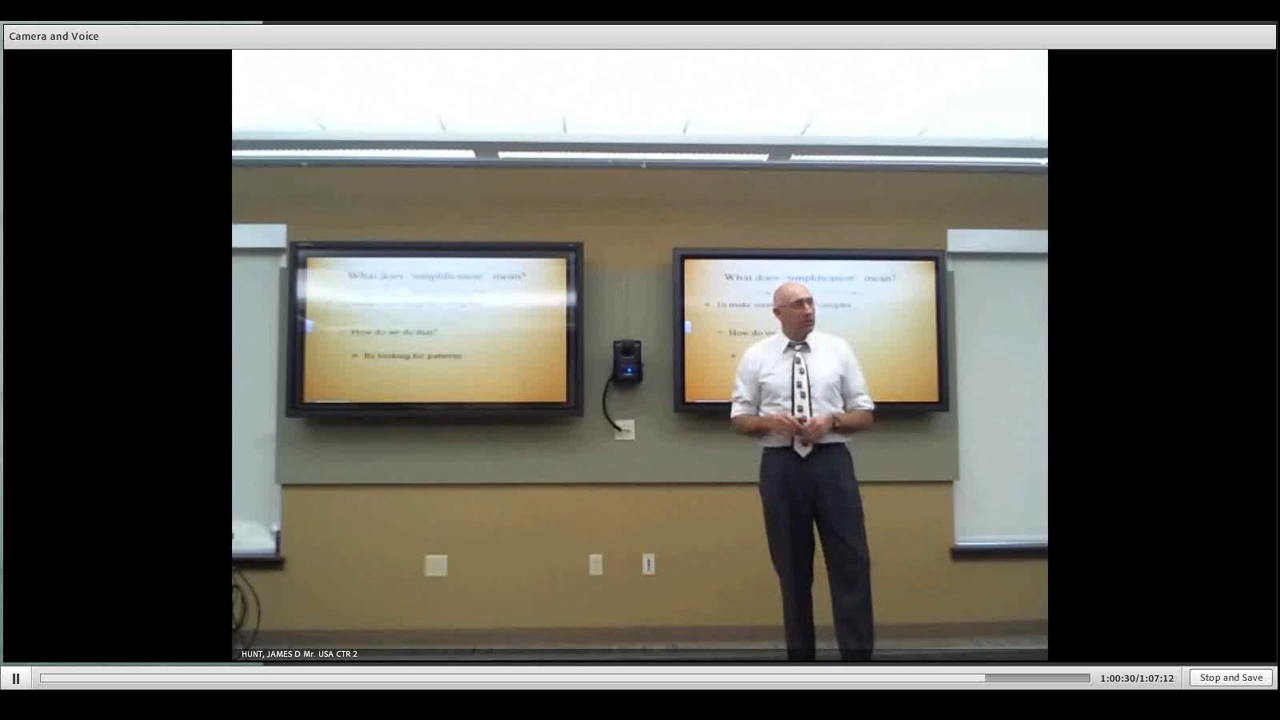 Camera and Voice
What does 'simplification' mean?
How do we do that?
By looking for patterns
What does 'simplification' mean?
To make
complex
How do we
HUNT, JAMES D Mr. USA CTR 2
1:00:30/1:07:12
Stop and Save